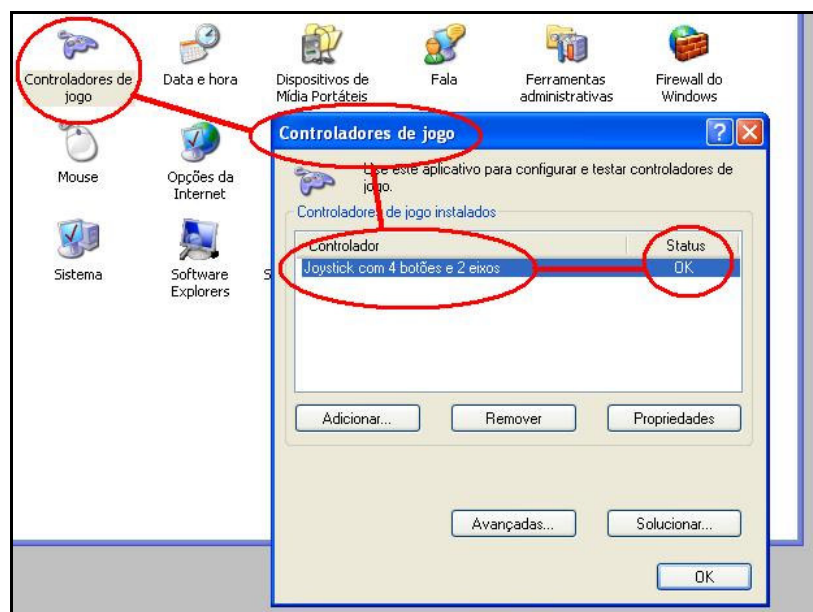 Controladores de
jogo
Data e hora
Dispositivos de
Mídia Portáteis
Fala
Ferramentas
administrativas
Firewall do
Windows
Mouse
Opções da
Internet
Sistema
Software
Explorers
S
Controladores de jogo
Use este aplicativo para configurar e testar controladores de
jogo.
Controladores de jogo instalados
Controlador
Status
Joystick com 4 botões e 2 eixos
OK
Adicionar...
Remover
Propriedades
Avançadas...
Solucionar...
OK